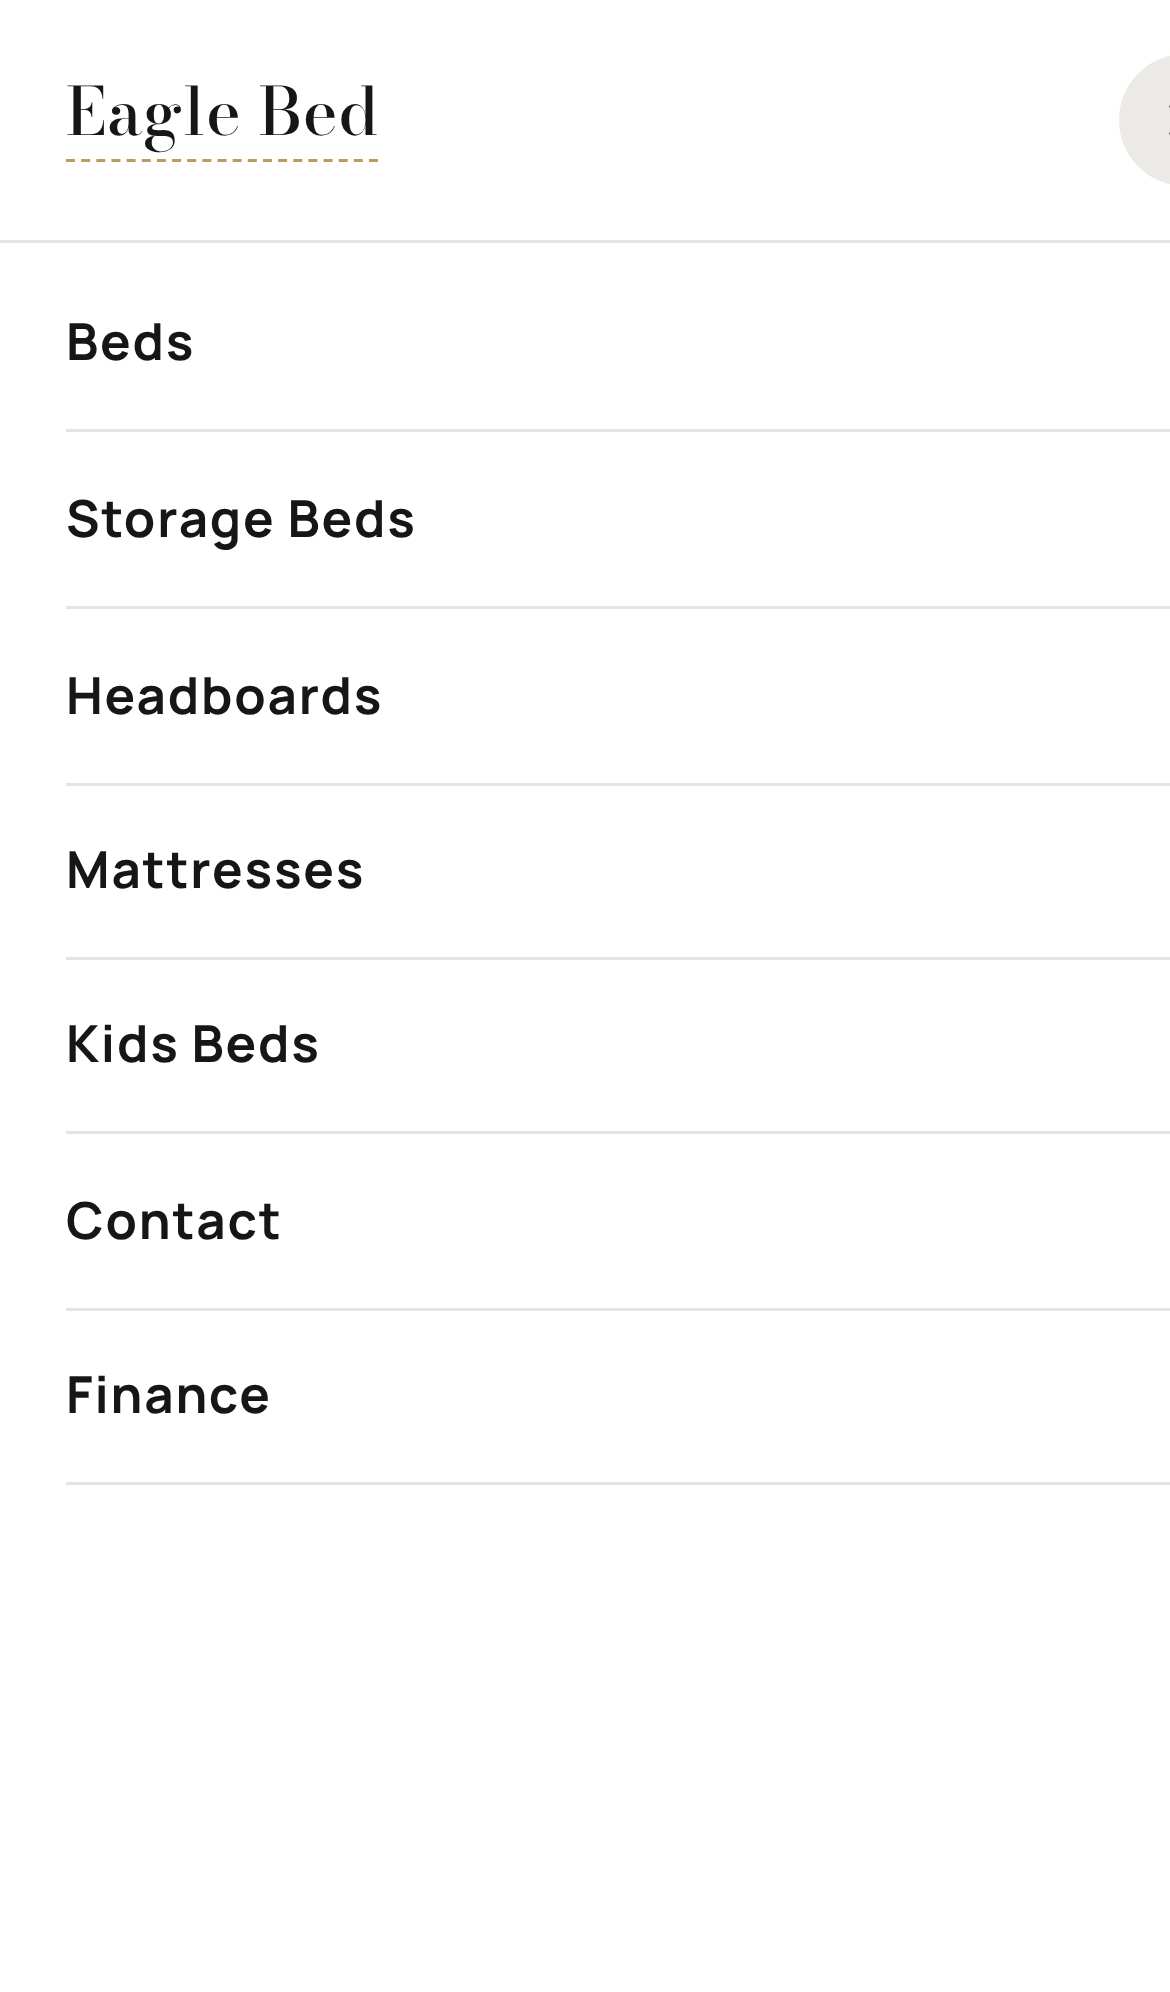 Eagle Bed
Beds
Storage Beds
Headboards
Mattresses
Kids Beds
Contact
Finance